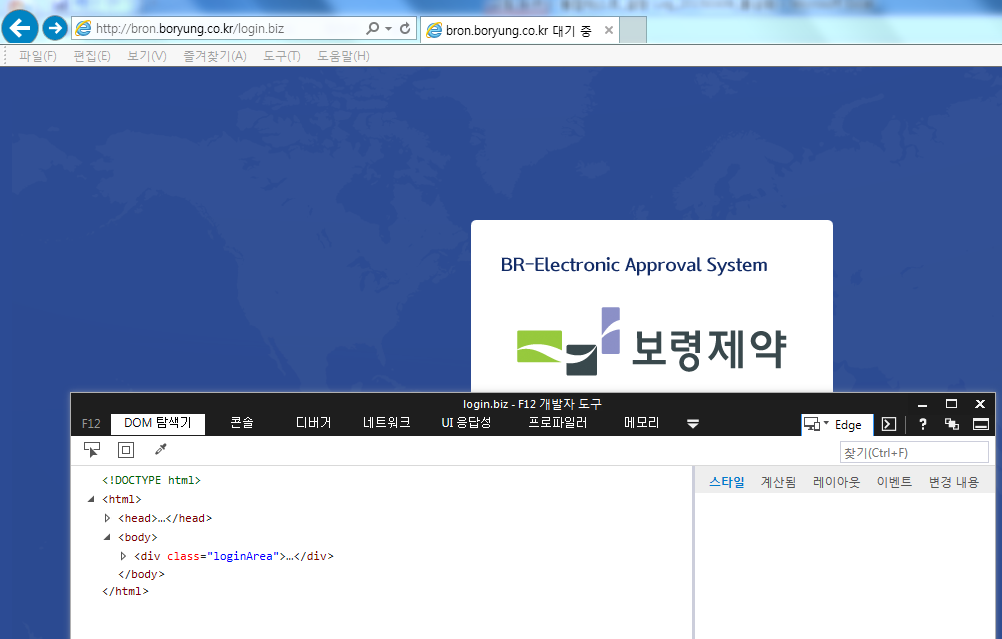 http://bron.boryung.co.kr/login.biz
bron.boryung.co.kr 대기 중
파일(F) 편집(E) 보기(V) 즐겨찾기(A) 도구(T) 도움말(H)
BR-Electronic Approval System
보령제약
login.biz - F12 개발자 도구
F12 DOM 탐색기 콘솔 디버거 네트워크 UI 응답성 프로파일러 메모리 Edge ?
찾기(Ctrl+F)
스타일 계산됨 레이아웃 이벤트 변경 내용
<!DOCTYPE html>
<html>
<head>…</head>
<body>
<div class="loginArea">…</div>
</body>
</html>